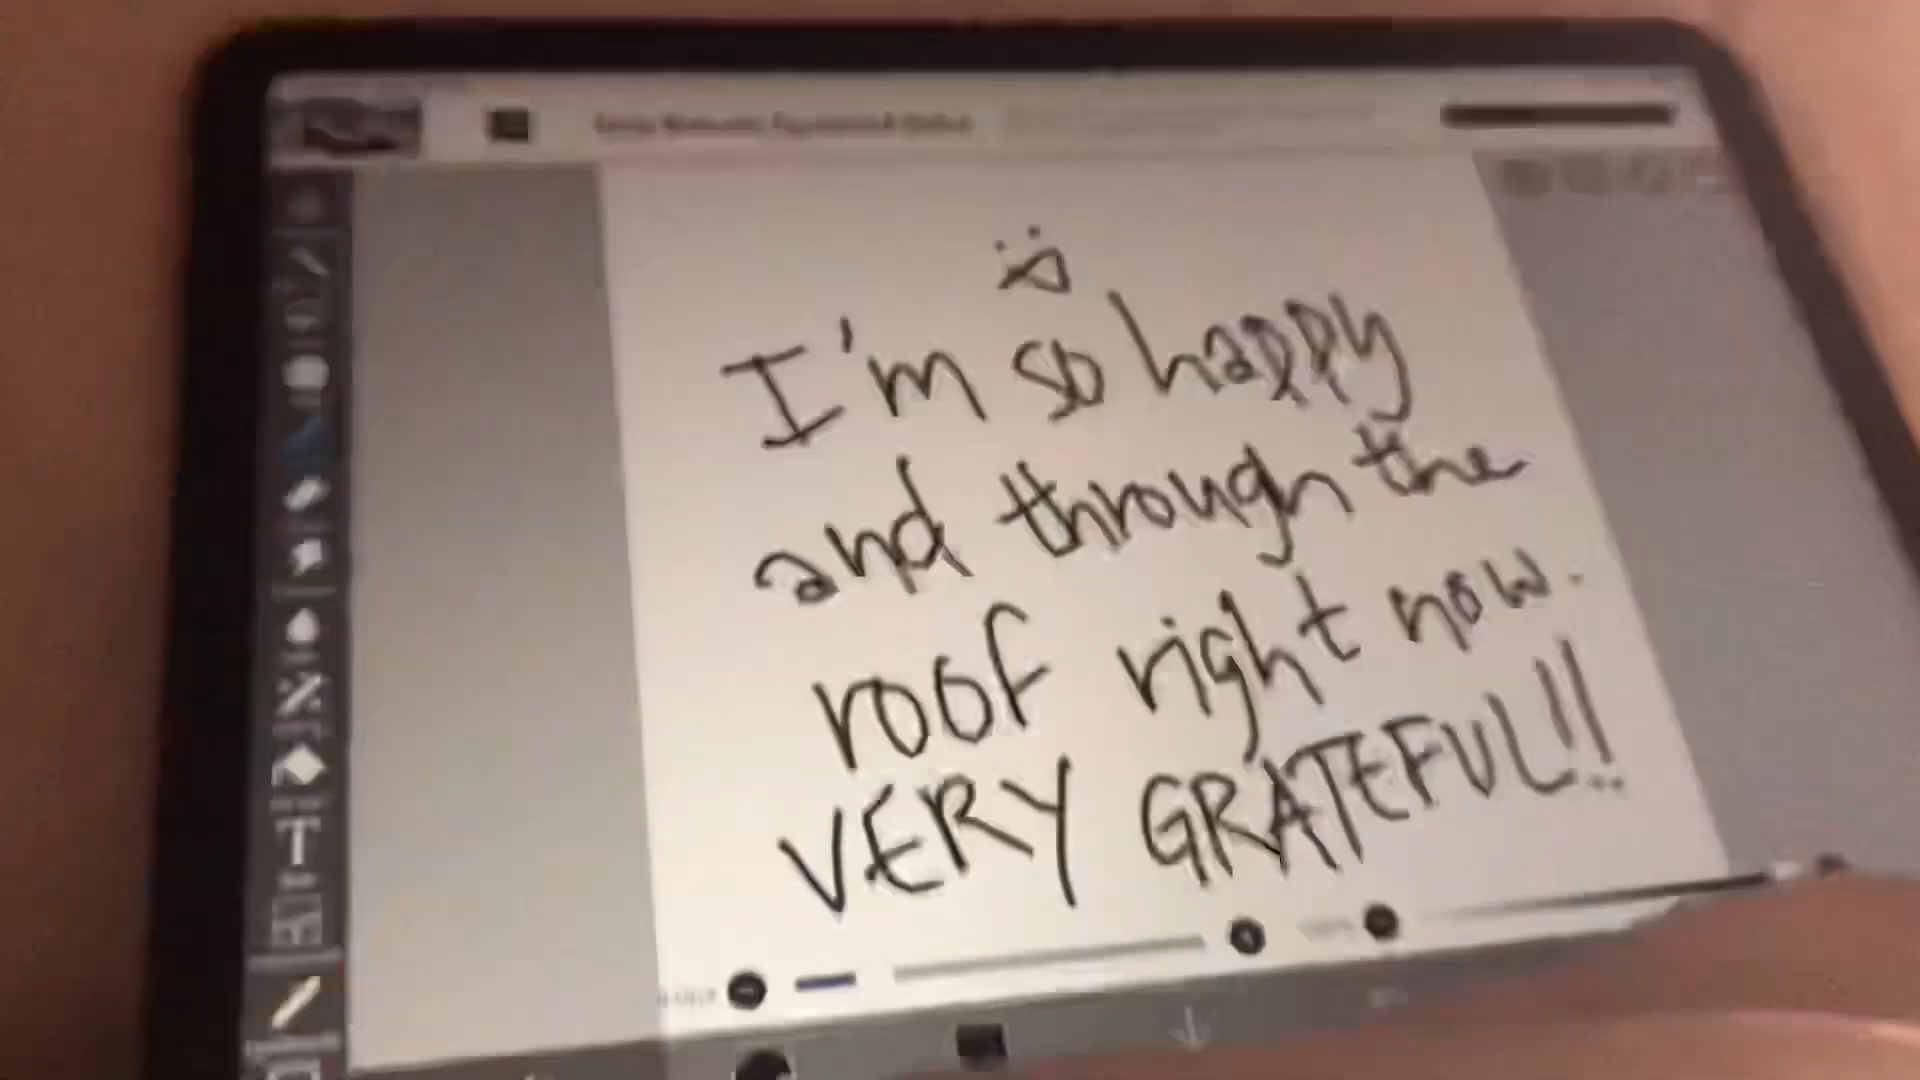 I'm so happy
and through the
roof right now.
VERY GRATEFUL!!
T